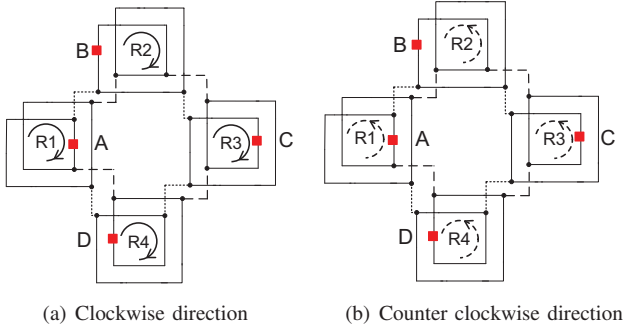 B
R2
R1
A
R3
C
D
R4
B
R2
R1
A
R3
C
D
R4
(a) Clockwise direction
(b) Counter clockwise direction